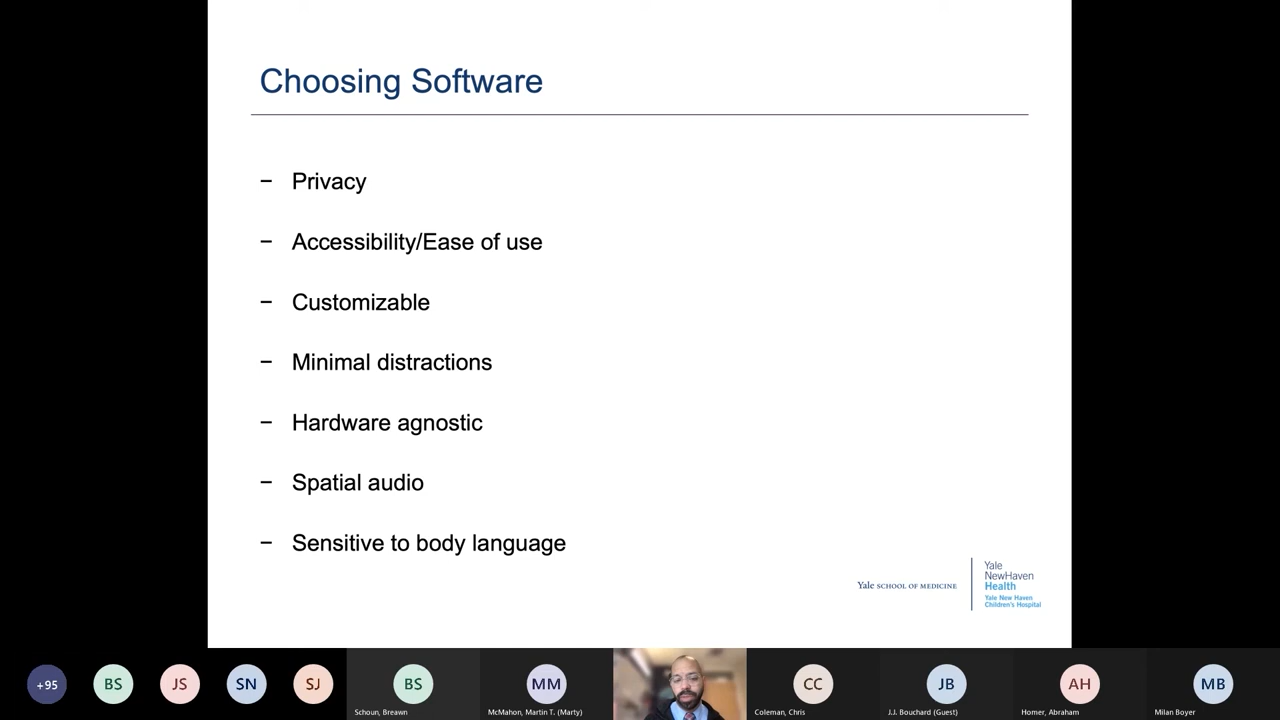 Choosing Software
− Privacy
− Accessibility/Ease of use
− Customizable
− Minimal distractions
− Hardware agnostic
− Spatial audio
− Sensitive to body language
Yale SCHOOL OF MEDICINE
Yale
NewHaven
Health
Yale New Haven
Children's Hospital
+95
BS
JS
SN
SJ
BS
Schoun, Breawn
MM
McMahon, Martin T. (Marty)
CC
Coleman, Chris
JB
J.J. Bouchard (Guest)
AH
Homer, Abraham
MB
Milan Boyer